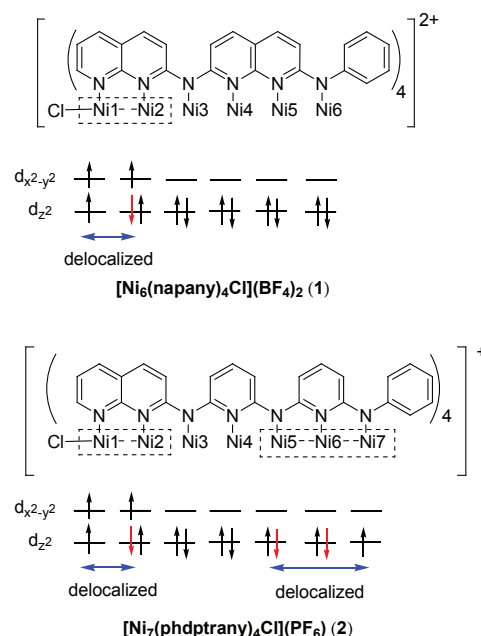 2+
N N N N N N
4
Cl Ni1 Ni2 Ni3 Ni4 Ni5 Ni6
dx²-y²
dz²
delocalized
[Ni₆(napany)₄Cl](BF₄)₂ (1)
+
N N N N N N N
4
Cl Ni1 Ni2 Ni3 Ni4 Ni5 Ni6 Ni7
dx²-y²
dz²
delocalized delocalized
[Ni₇(phdptrany)₄Cl](PF₆) (2)